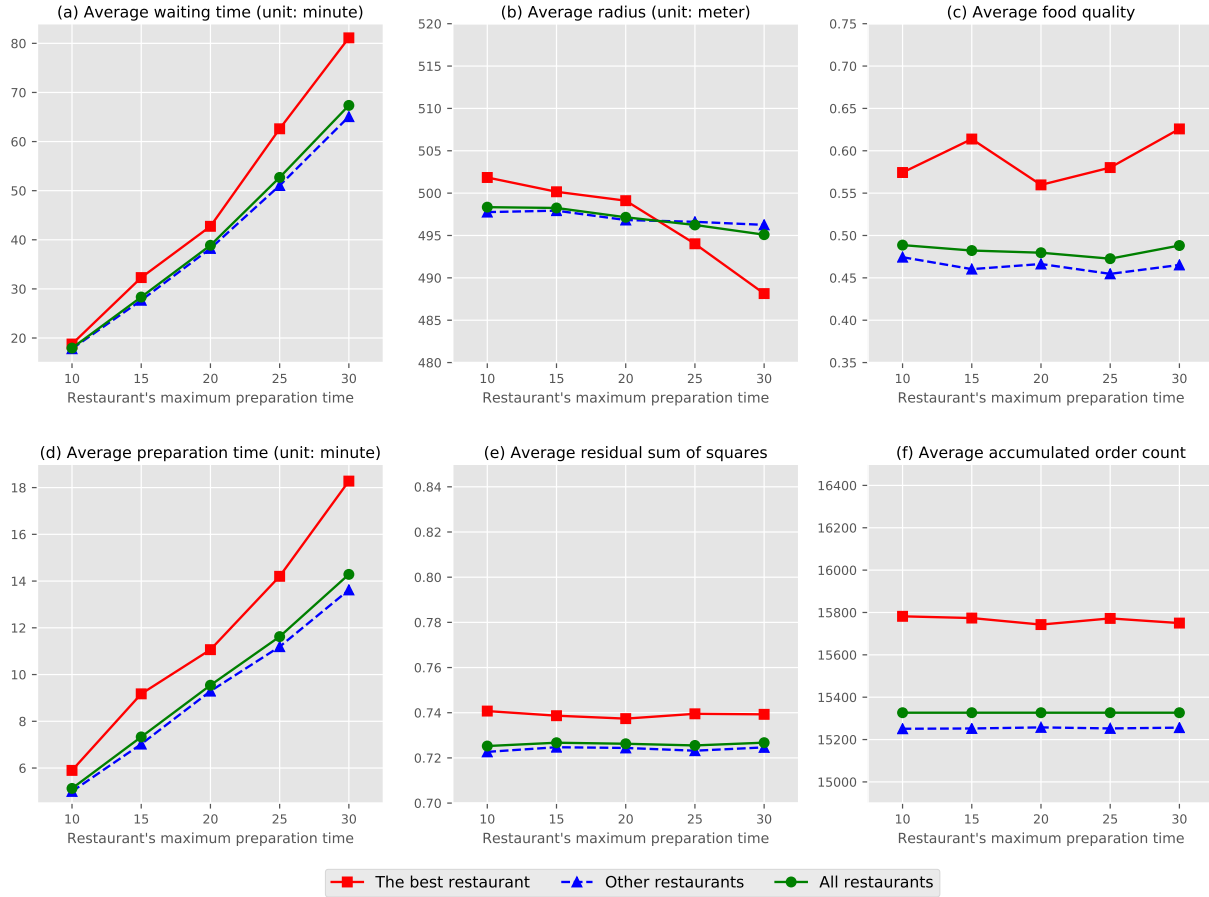 (a) Average waiting time (unit: minute)
80
70
60
50
40
30
20
10 15 20 25 30
Restaurant's maximum preparation time
(b) Average radius (unit: meter)
520
515
510
505
500
495
490
485
480
10 15 20 25 30
Restaurant's maximum preparation time
(c) Average food quality
0.75
0.70
0.65
0.60
0.55
0.50
0.45
0.40
0.35
10 15 20 25 30
Restaurant's maximum preparation time
(d) Average preparation time (unit: minute)
18
16
14
12
10
8
6
10 15 20 25 30
Restaurant's maximum preparation time
(e) Average residual sum of squares
0.84
0.82
0.80
0.78
0.76
0.74
0.72
0.70
10 15 20 25 30
Restaurant's maximum preparation time
(f) Average accumulated order count
16400
16200
16000
15800
15600
15400
15200
15000
10 15 20 25 30
Restaurant's maximum preparation time
The best restaurant Other restaurants All restaurants